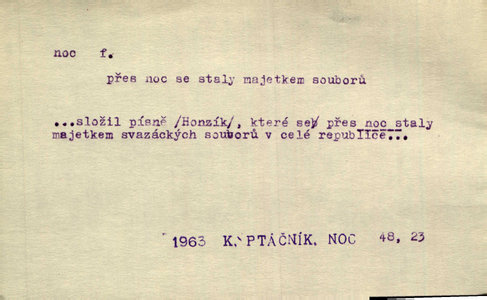 noc f.
přes noc se staly majetkem souborů
...složil písně /Honzík/, které se/ přes noc staly
majetkem svazáckých souborů v celé republice...
1963 K. PTÁČNÍK. NOC 48, 23